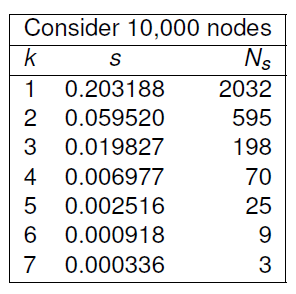 Consider 10,000 nodes
k s Ns
1 0.203188 2032
2 0.059520 595
3 0.019827 198
4 0.006977 70
5 0.002516 25
6 0.000918 9
7 0.000336 3